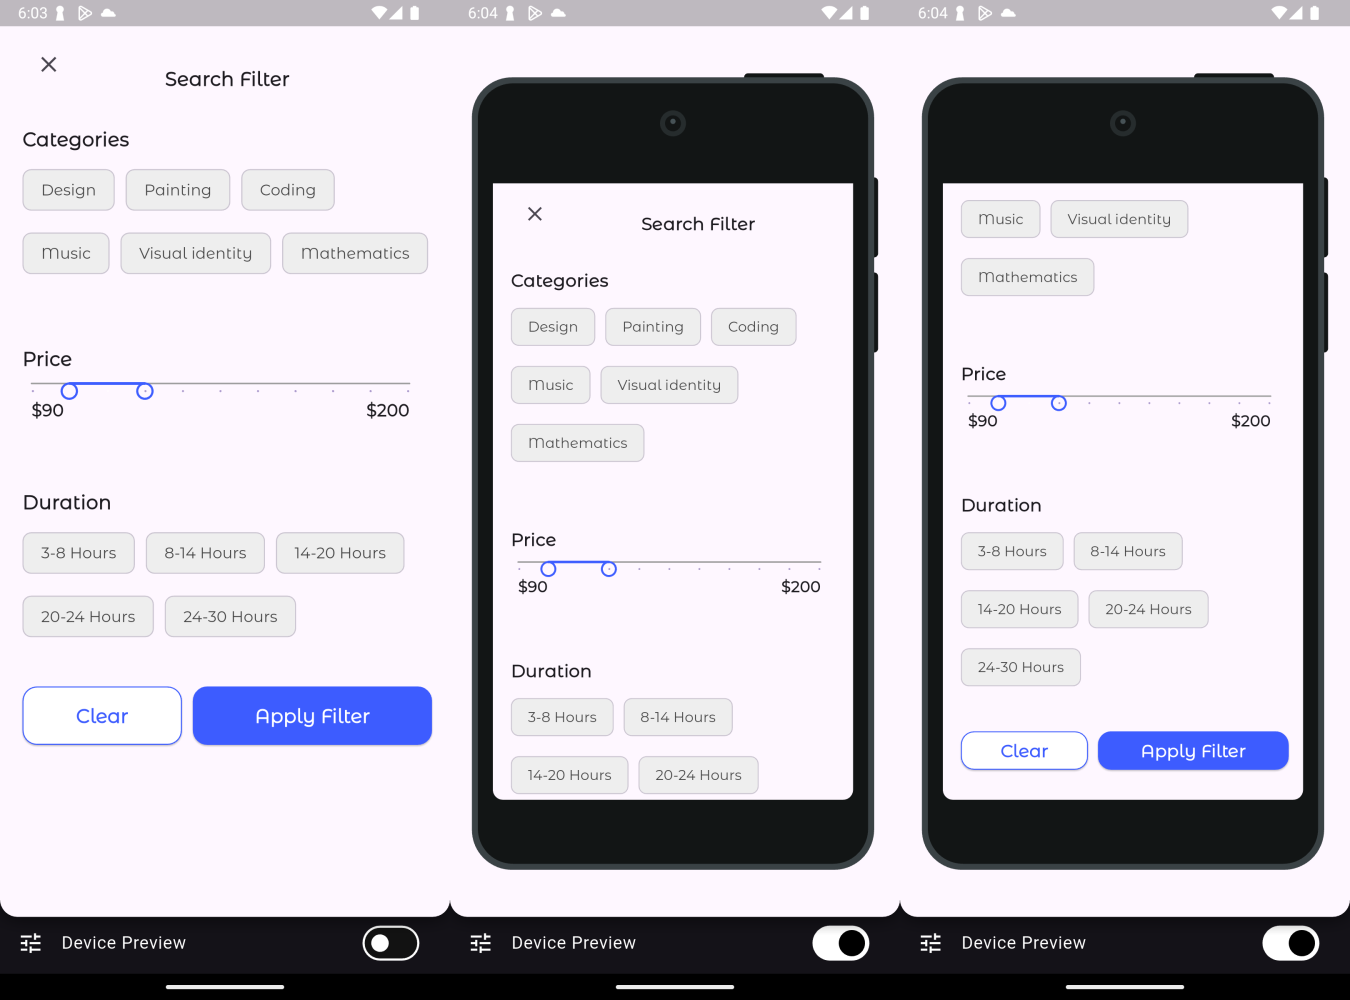 6:03
Search Filter
Categories
Design Painting Coding
Music Visual identity Mathematics
Price
$90 $200
Duration
3-8 Hours 8-14 Hours 14-20 Hours
20-24 Hours 24-30 Hours
Clear Apply Filter
Device Preview
6:04
Search Filter
Categories
Design Painting Coding
Music Visual identity
Mathematics
Price
$90 $200
Duration
3-8 Hours 8-14 Hours
14-20 Hours 20-24 Hours
Device Preview
6:04
Music Visual identity
Mathematics
Price
$90 $200
Duration
3-8 Hours 8-14 Hours
14-20 Hours 20-24 Hours
24-30 Hours
Clear Apply Filter
Device Preview